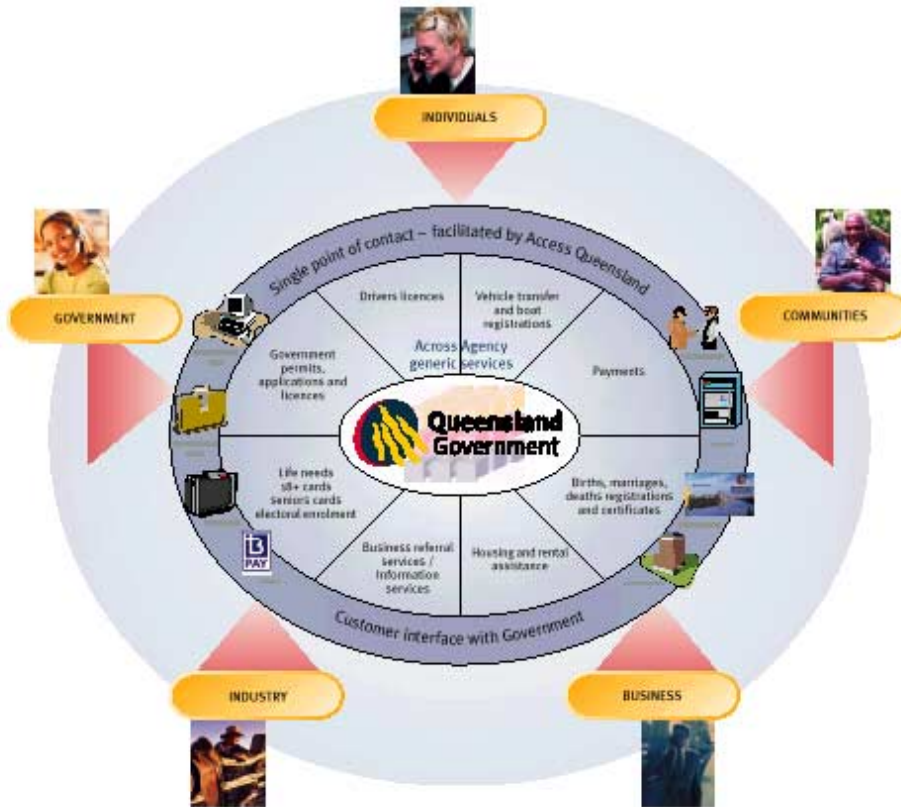 INDIVIDUALS
GOVERNMENT
COMMUNITIES
Single point of contact – facilitated by Access Queensland
Drivers licences
Vehicle transfer
and boat
registrations
Across Agency
generic services
Government
permits,
applications and
licences
Payments
Queensland
Government
Life needs
18+ cards
seniors cards
electoral enrolment
Births, marriages,
deaths registrations
and certificates
B
PAY
Business referral
services /
Information
services
Housing and rental
assistance
Customer interface with Government
INDUSTRY
BUSINESS